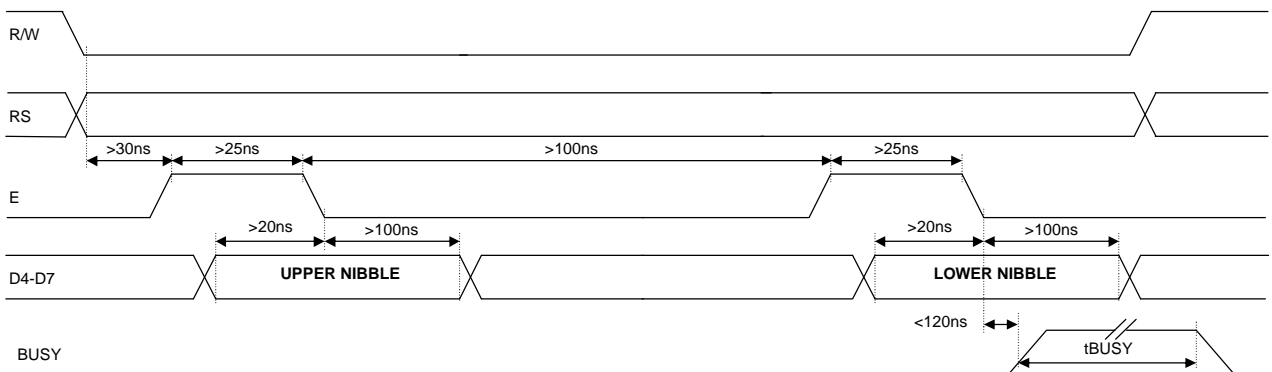 R/W
RS
>30ns >25ns >100ns >25ns
E
>20ns >100ns >20ns >100ns
D4-D7 UPPER NIBBLE LOWER NIBBLE
<120ns
BUSY tBUSY